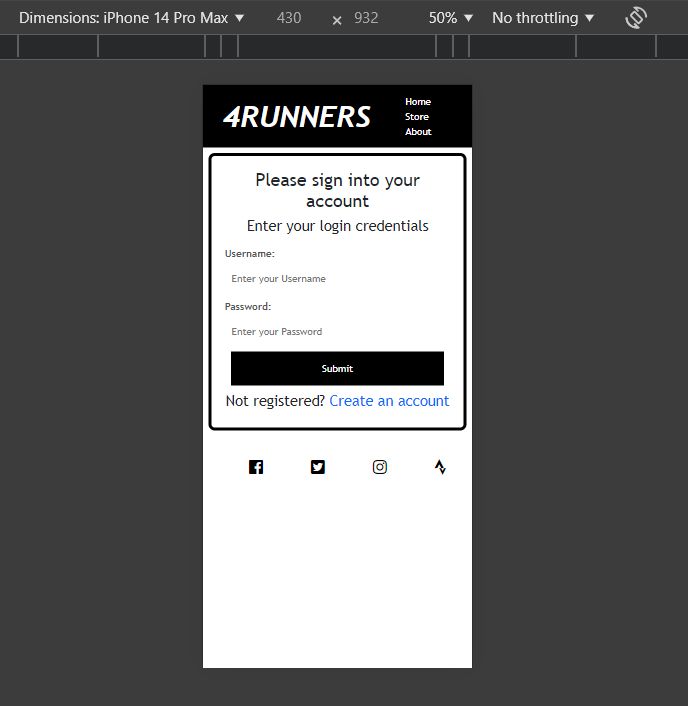 Dimensions: iPhone 14 Pro Max 430 × 932 50% No throttling
4RUNNERS
Home
Store
About
Please sign into your
account
Enter your login credentials
Username:
Enter your Username
Password:
Enter your Password
Submit
Not registered? Create an account